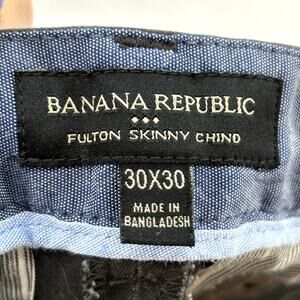 BANANA REPUBLIC
FULTON SKINNY CHINO
30X30
MADE IN
BANGLADESH